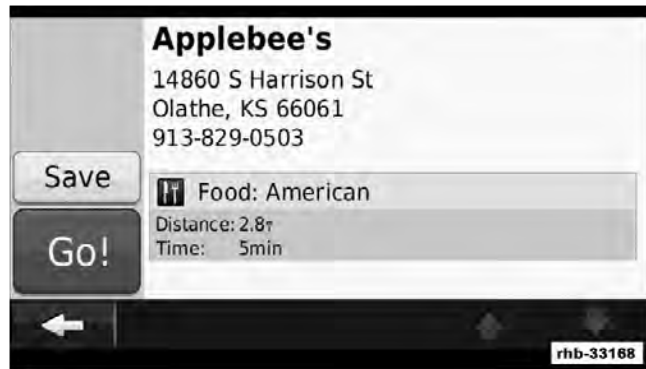 Applebee's
14860 S Harrison St
Olathe, KS 66061
913-829-0503
Save
Food: American
Go!
Distance: 2.8
Time: 5min
rhb-33168